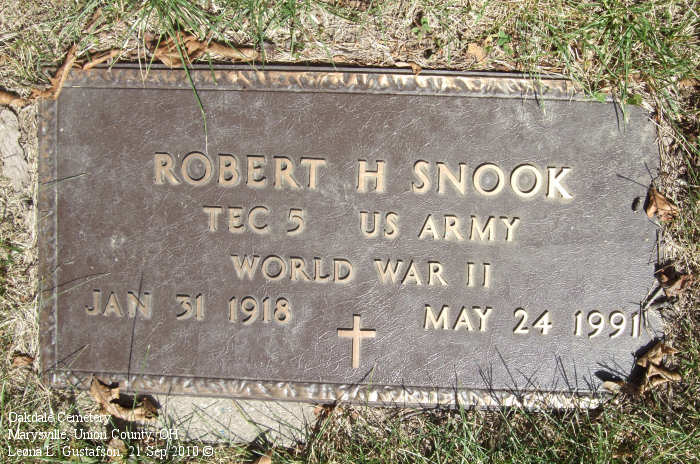 ROBERT H SNOOK
TEC 5 US ARMY
WORLD WAR II
JAN 31 1918 MAY 24 1991
Oakdale Cemetery
Marysville, Union County, OH
Leona L. Gustafson, 21 Sep 2010 ©